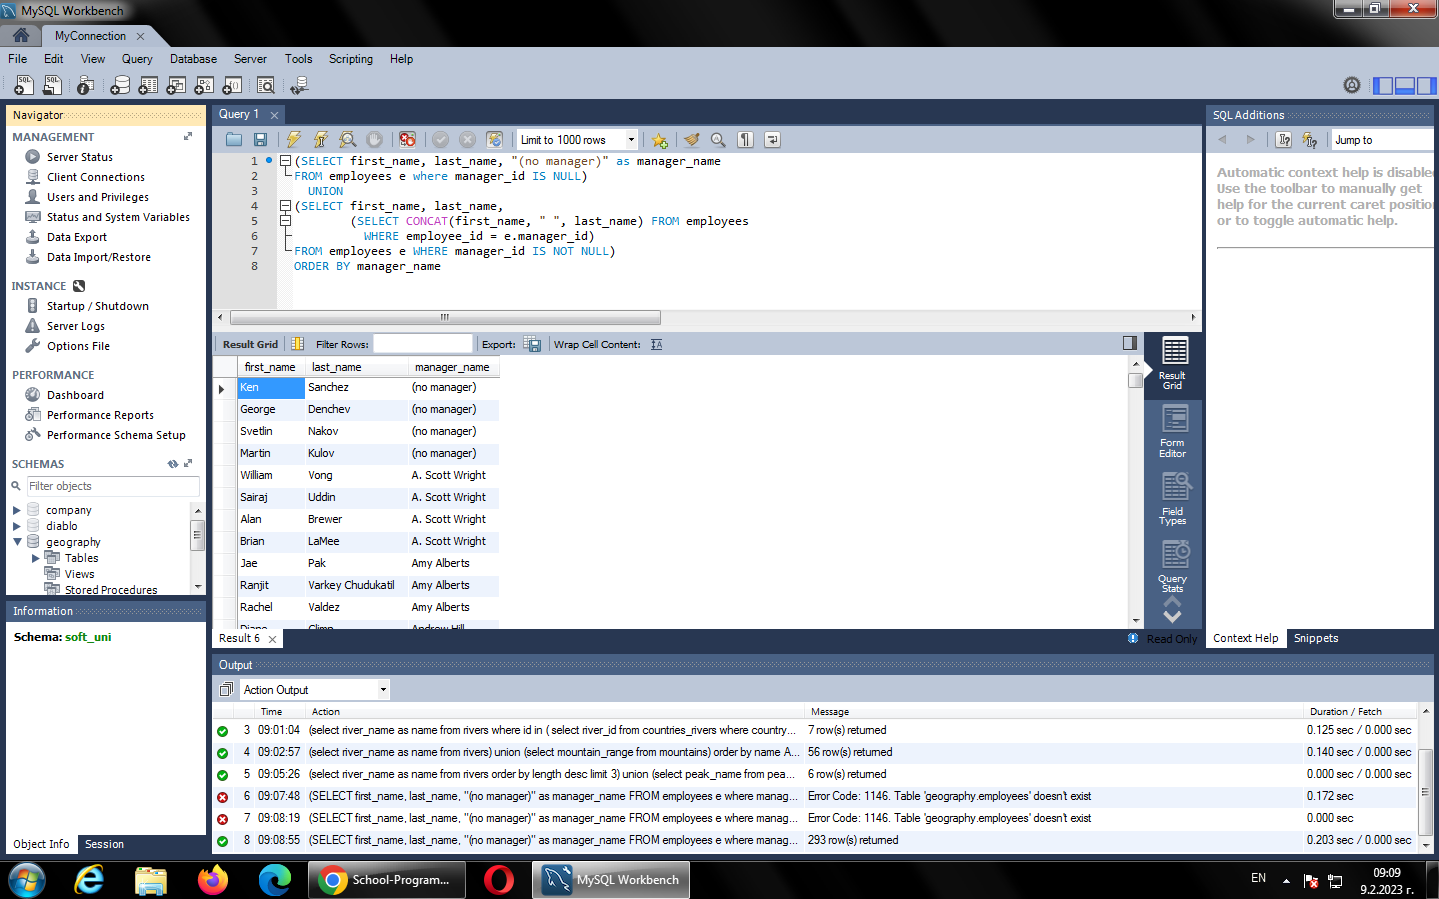 MySQL Workbench
MyConnection
File Edit View Query Database Server Tools Scripting Help
Navigator
MANAGEMENT
Server Status
Client Connections
Users and Privileges
Status and System Variables
Data Export
Data Import/Restore
INSTANCE
Startup / Shutdown
Server Logs
Options File
PERFORMANCE
Dashboard
Performance Reports
Performance Schema Setup
SCHEMAS
Filter objects
company
diablo
geography
Tables
Views
Stored Procedures
Information
Schema: soft_uni
Object Info Session
Query 1
Limit to 1000 rows
1 (SELECT first_name, last_name, "(no manager)" as manager_name
2 FROM employees e where manager_id IS NULL)
3 UNION
4 (SELECT first_name, last_name,
5 (SELECT CONCAT(first_name, " ", last_name) FROM employees
6 WHERE employee_id = e.manager_id)
7 FROM employees e WHERE manager_id IS NOT NULL)
8 ORDER BY manager_name
Result Grid Filter Rows: Export: Wrap Cell Content:
first_name last_name manager_name
Ken Sanchez (no manager)
George Denchev (no manager)
Svetlin Nakov (no manager)
Martin Kulov (no manager)
William Vong A. Scott Wright
Sairaj Uddin A. Scott Wright
Alan Brewer A. Scott Wright
Brian LaMee A. Scott Wright
Jae Pak Amy Alberts
Ranjit Varkey Chudukatil Amy Alberts
Rachel Valdez Amy Alberts
Diane Glimp Andrew Hill
Result
Grid
Form
Editor
Field
Types
Query
Stats
Result 6
Read Only
SQL Additions
Jump to
Automatic context help is disabled
Use the toolbar to manually get
help for the current caret position
or to toggle automatic help.
Context Help Snippets
Output
Action Output
Time Action Message Duration / Fetch
3 09:01:04 (select river_name as name from rivers where id in ( select river_id from countries_rivers where country... 7 row(s) returned 0.125 sec / 0.000 sec
4 09:02:57 (select river_name as name from rivers) union (select mountain_range from mountains) order by name A... 56 row(s) returned 0.140 sec / 0.000 sec
5 09:05:26 (select river_name as name from rivers order by length desc limit 3) union (select peak_name from pea... 6 row(s) returned 0.000 sec / 0.000 sec
6 09:07:48 (SELECT first_name, last_name, "(no manager)" as manager_name FROM employees e where manag... Error Code: 1146. Table 'geography.employees' doesn't exist 0.172 sec
7 09:08:19 (SELECT first_name, last_name, "(no manager)" as manager_name FROM employees e where manag... Error Code: 1146. Table 'geography.employees' doesn't exist 0.000 sec
8 09:08:55 (SELECT first_name, last_name, "(no manager)" as manager_name FROM employees e where manag... 293 row(s) returned 0.203 sec / 0.000 sec
School-Program...
MySQL Workbench
EN
09:09
9.2.2023 г.